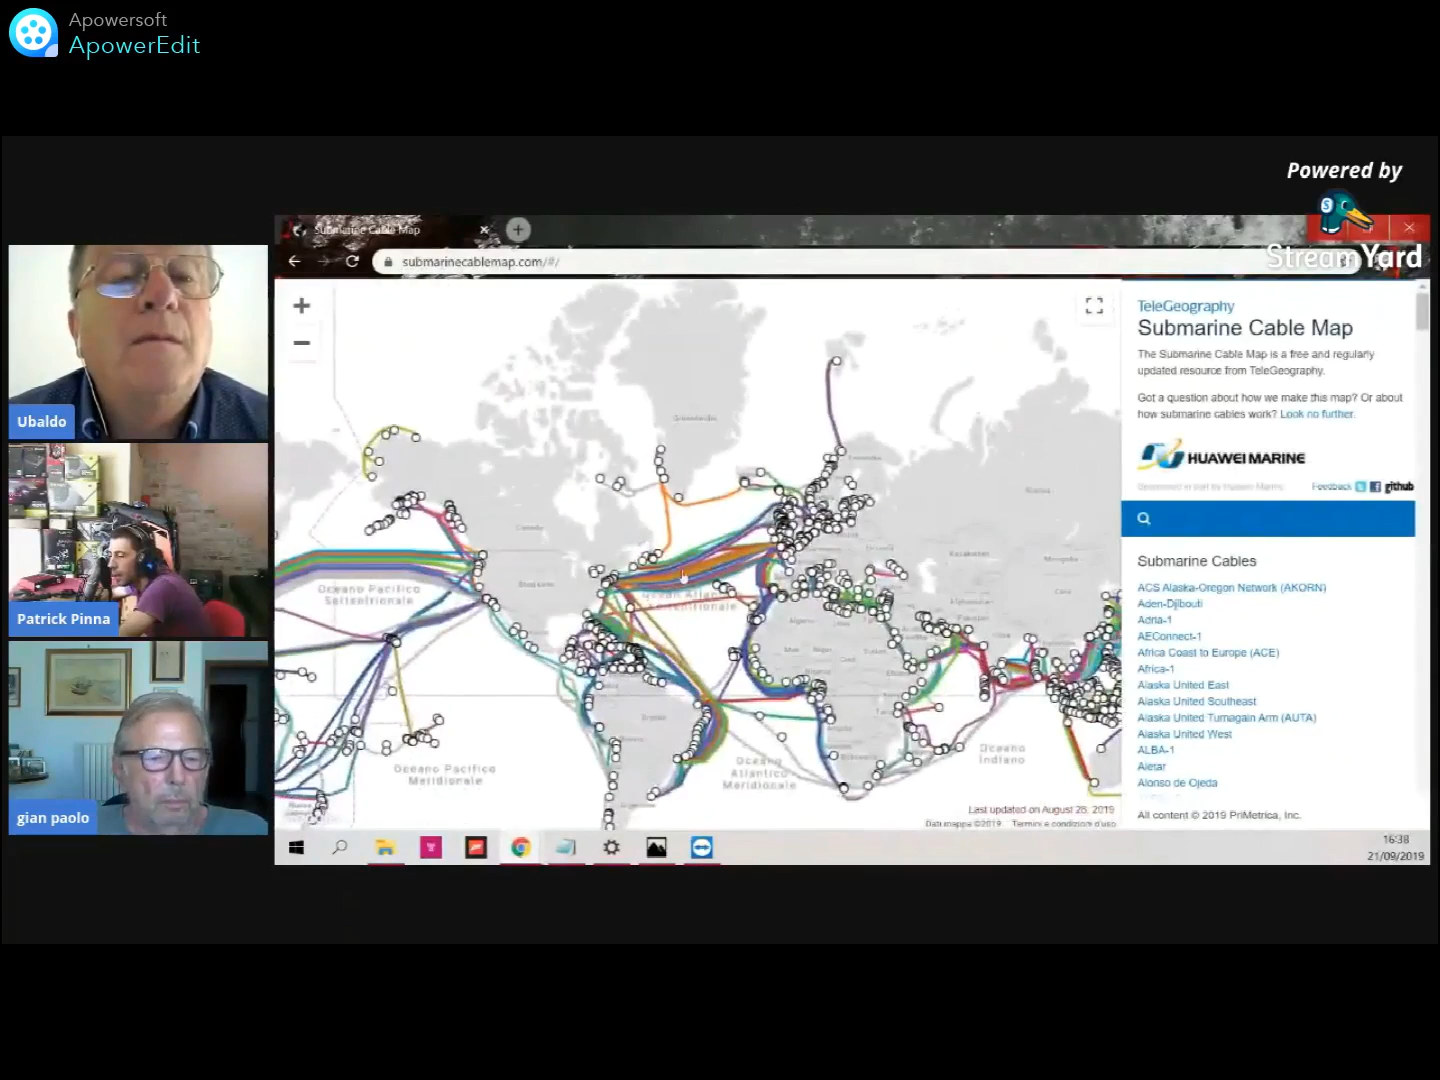 Apowersoft
ApowerEdit
Powered by
StreamYard
Submarine Cable Map
submarinecablemap.com/#/
TeleGeography
Submarine Cable Map
The Submarine Cable Map is a free and regularly
updated resource from TeleGeography.
Got a question about how we make this map? Or about
how submarine cables work? Look no further.
HUAWEI MARINE
Feedback
github
Submarine Cables
ACS Alaska-Oregon Network (AKORN)
Aden-Djibouti
Adria-1
AEConnect-1
Africa Coast to Europe (ACE)
Africa-1
Alaska United East
Alaska United Southeast
Alaska United Turnagain Arm (AUTA)
Alaska United West
ALBA-1
Aletar
Alonso de Ojeda
All content © 2019 PriMetrica, Inc.
Oceano Pacifico
Settentrionale
Oceano Pacifico
Meridionale
Oceano
Atlantico
Meridionale
Oceano
Indiano
Last updated on August 28, 2019
Dati mappa ©2019 Termini e condizioni d'uso
Ubaldo
Patrick Pinna
gian paolo
16:38
21/09/2019